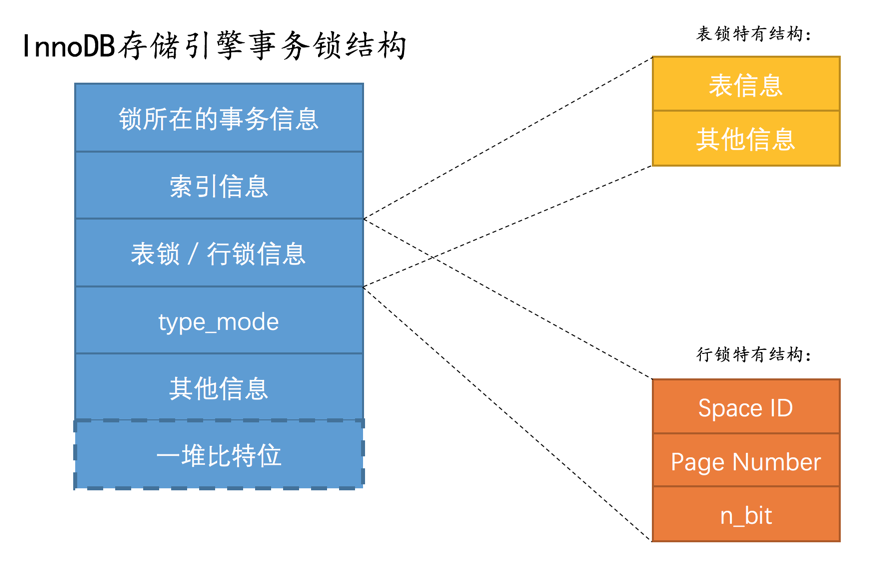 InnoDB存储引擎事务锁结构
锁所在的事务信息
索引信息
表锁 / 行锁信息
type_mode
其他信息
一堆比特位
表锁特有结构：
表信息
其他信息
行锁特有结构：
Space ID
Page Number
n_bit